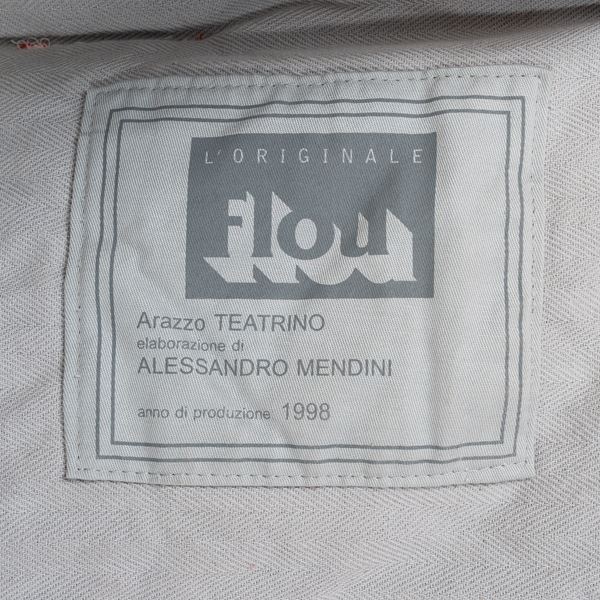 L'ORIGINALE
flou
Arazzo TEATRINO
elaborazione di
ALESSANDRO MENDINI
anno di produzione: 1998